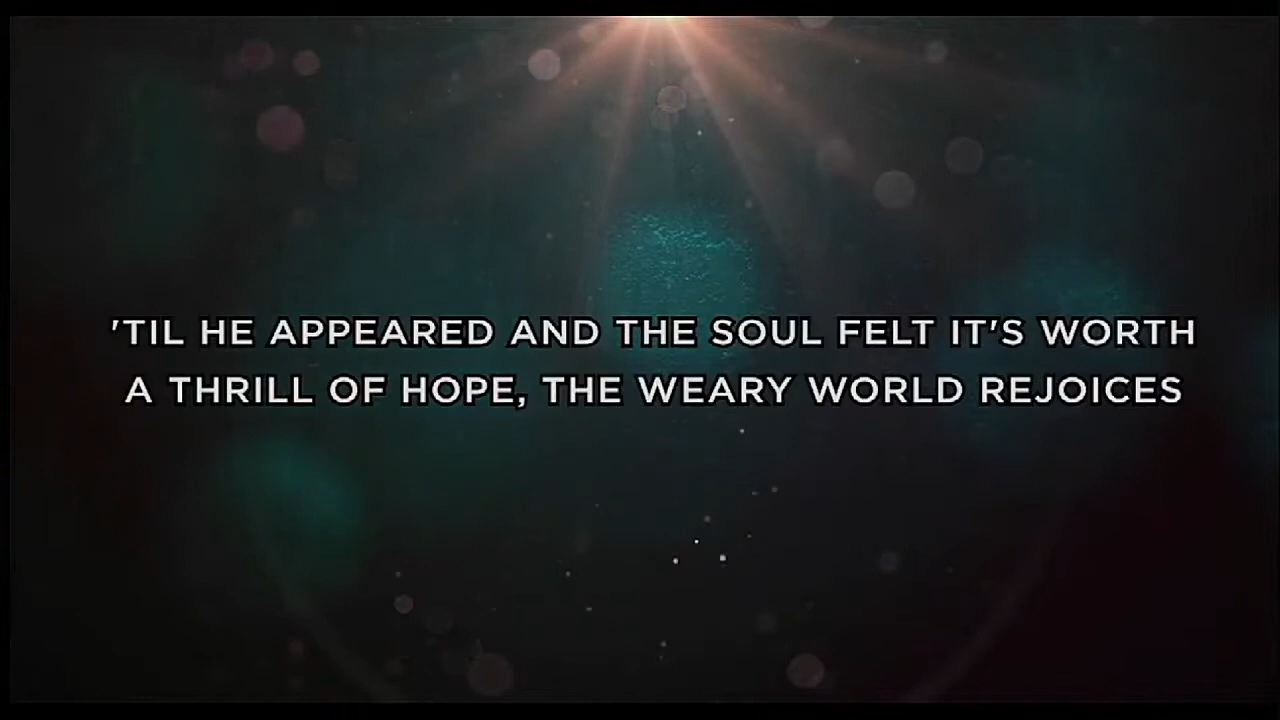 'TIL HE APPEARED AND THE SOUL FELT IT'S WORTH
A THRILL OF HOPE, THE WEARY WORLD REJOICES